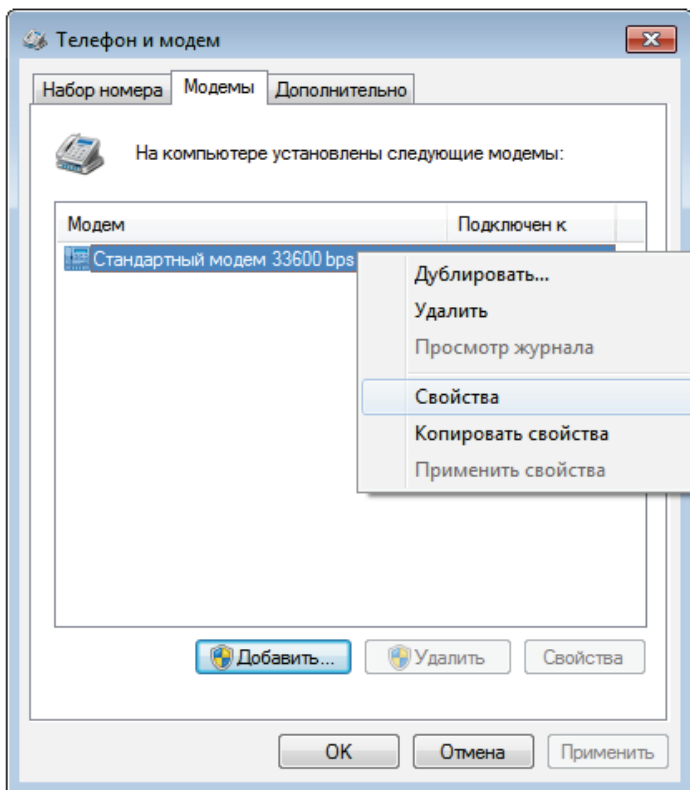 Телефон и модем
Набор номера Модемы Дополнительно
На компьютере установлены следующие модемы:
Модем Подключен к
Стандартный модем 33600 bps
Дублировать...
Удалить
Просмотр журнала
Свойства
Копировать свойства
Применить свойства
Добавить... Удалить Свойства
OK Отмена Применить